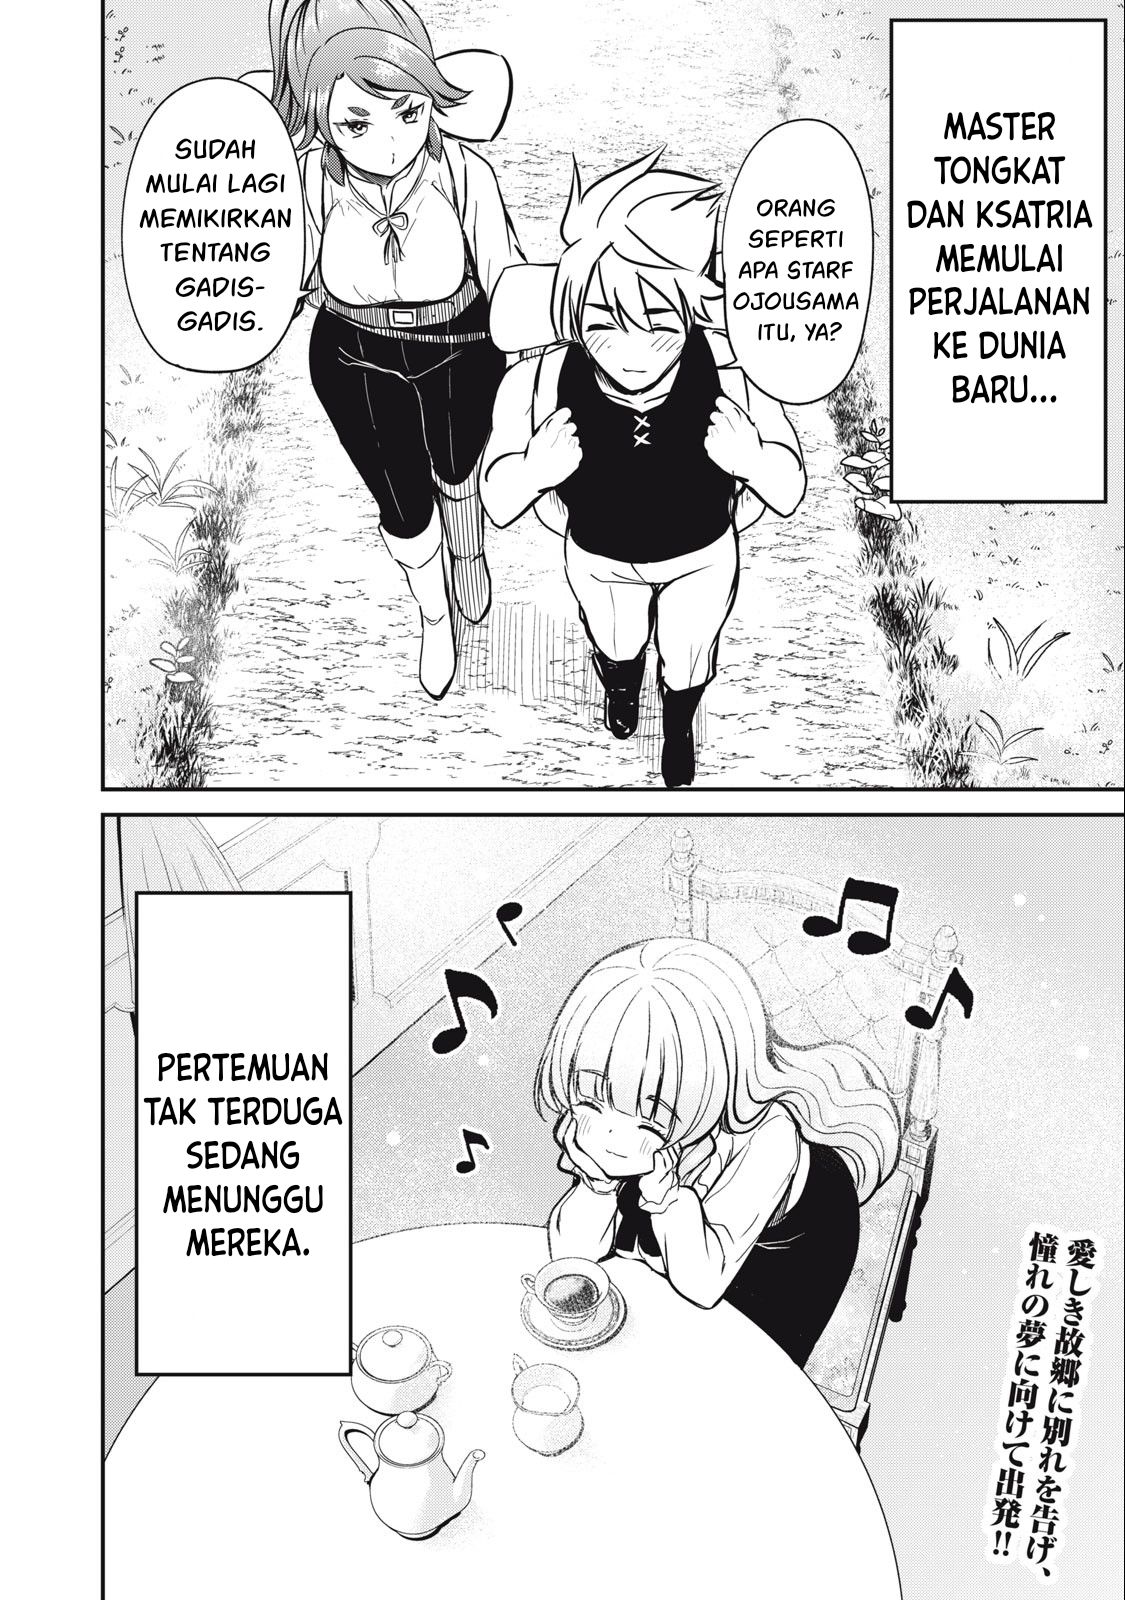 MASTER
TONGKAT
DAN KSATRIA
MEMULAI
PERJALANAN
KE DUNIA
BARU...
ORANG
SEPERTI
APA STARF
OJOUSAMA
ITU, YA?
SUDAH
MULAI LAGI
MEMIKIRKAN
TENTANG
GADIS-
GADIS.
PERTEMUAN
TAK TERDUGA
SEDANG
MENUNGGU
MEREKA.
愛しき故郷に別れを告げ、
憧れの夢に向けて出発!!